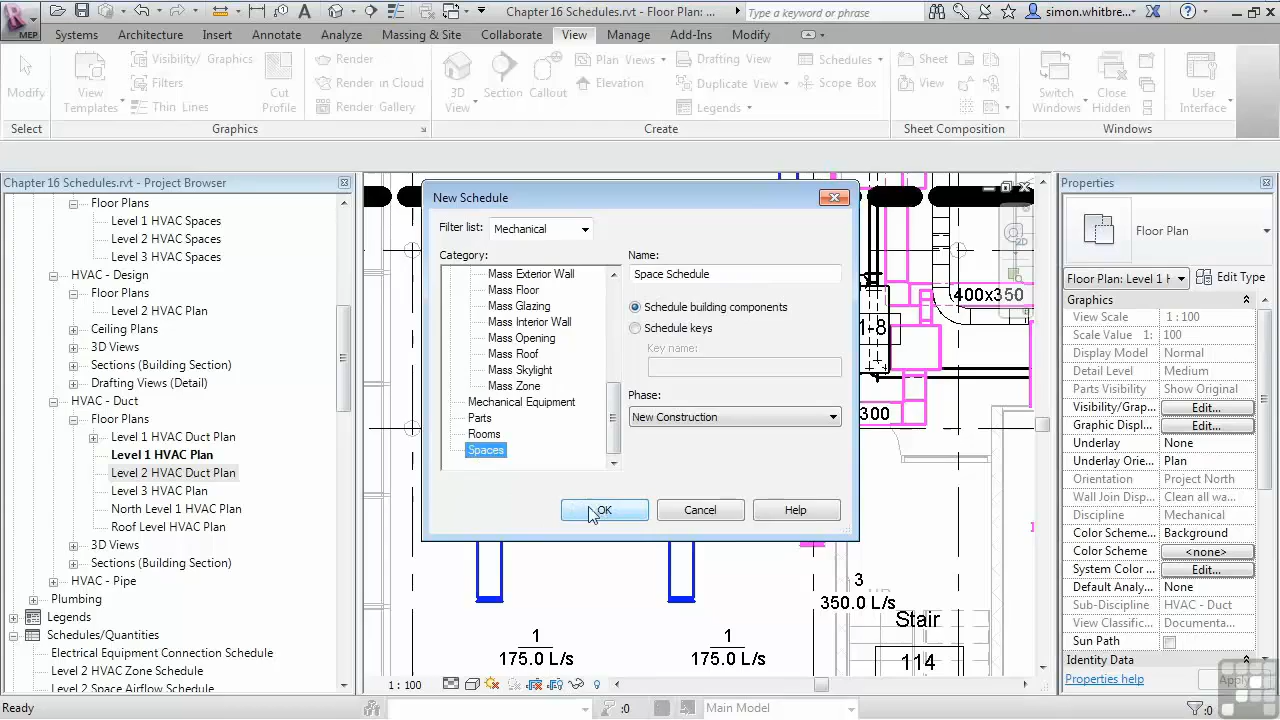 Chapter 16 Schedules.rvt - Floor Plan: ...
Type a keyword or phrase
simon.whitbre...
MEP
Systems Architecture Insert Annotate Analyze Massing & Site Collaborate View Manage Add-Ins Modify
Modify
View Templates
Visibility/ Graphics
Filters
Thin Lines
Cut Profile
Render
Render in Cloud
Render Gallery
3D View
Section
Callout
Plan Views
Elevation
Drafting View
Duplicate View
Legends
Schedules
Scope Box
Sheet
View
Switch Windows
Close Hidden
User Interface
Select
Graphics
Create
Sheet Composition
Windows
Chapter 16 Schedules.rvt - Project Browser
Floor Plans
Level 1 HVAC Spaces
Level 2 HVAC Spaces
Level 3 HVAC Spaces
HVAC - Design
Floor Plans
Level 2 HVAC Plan
Ceiling Plans
3D Views
Sections (Building Section)
Drafting Views (Detail)
HVAC - Duct
Floor Plans
Level 1 HVAC Duct Plan
Level 1 HVAC Plan
Level 2 HVAC Duct Plan
Level 3 HVAC Plan
North Level 1 HVAC Plan
Roof Level HVAC Plan
3D Views
Sections (Building Section)
HVAC - Pipe
Plumbing
Legends
Schedules/Quantities
Electrical Equipment Connection Schedule
Level 2 HVAC Zone Schedule
Level 2 Space Airflow Schedule
New Schedule
Filter list: Mechanical
Category:
Mass Exterior Wall
Mass Floor
Mass Glazing
Mass Interior Wall
Mass Opening
Mass Roof
Mass Skylight
Mass Zone
Mechanical Equipment
Parts
Rooms
Spaces
Name:
Space Schedule
Schedule building components
Schedule keys
Key name:
Phase:
New Construction
OK
Cancel
Help
400x350
1-8
300
3
350.0 L/s
Stair
114
1
175.0 L/s
1
175.0 L/s
Properties
Floor Plan
Floor Plan: Level 1 H
Edit Type
Graphics
View Scale 1 : 100
Scale Value 1: 100
Display Model Normal
Detail Level Medium
Parts Visibility Show Original
Visibility/Grap... Edit...
Graphic Displ... Edit...
Underlay None
Underlay Orie... Plan
Orientation Project North
Wall Join Displ... Clean all wa...
Discipline Mechanical
Color Scheme... Background
Color Scheme <none>
System Color ... Edit...
Default Analy... None
Sub-Discipline HVAC - Duct
View Classific... Documenta...
Sun Path
Identity Data
Properties help
Apply
1 : 100
Ready
:0
Main Model
:0